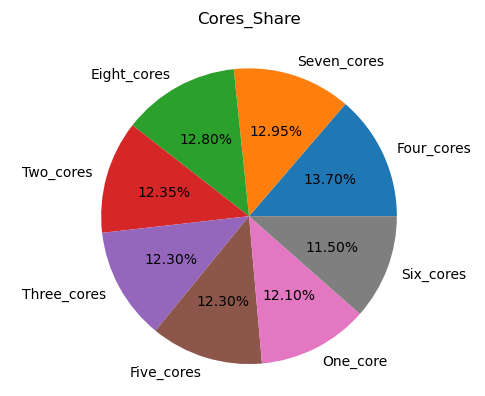 Cores_Share
Seven_cores
Eight_cores
12.95%
12.80%
Four_cores
13.70%
Two_cores
12.35%
11.50%
12.30%
Six_cores
Three_cores
12.30%
12.10%
One_core
Five_cores